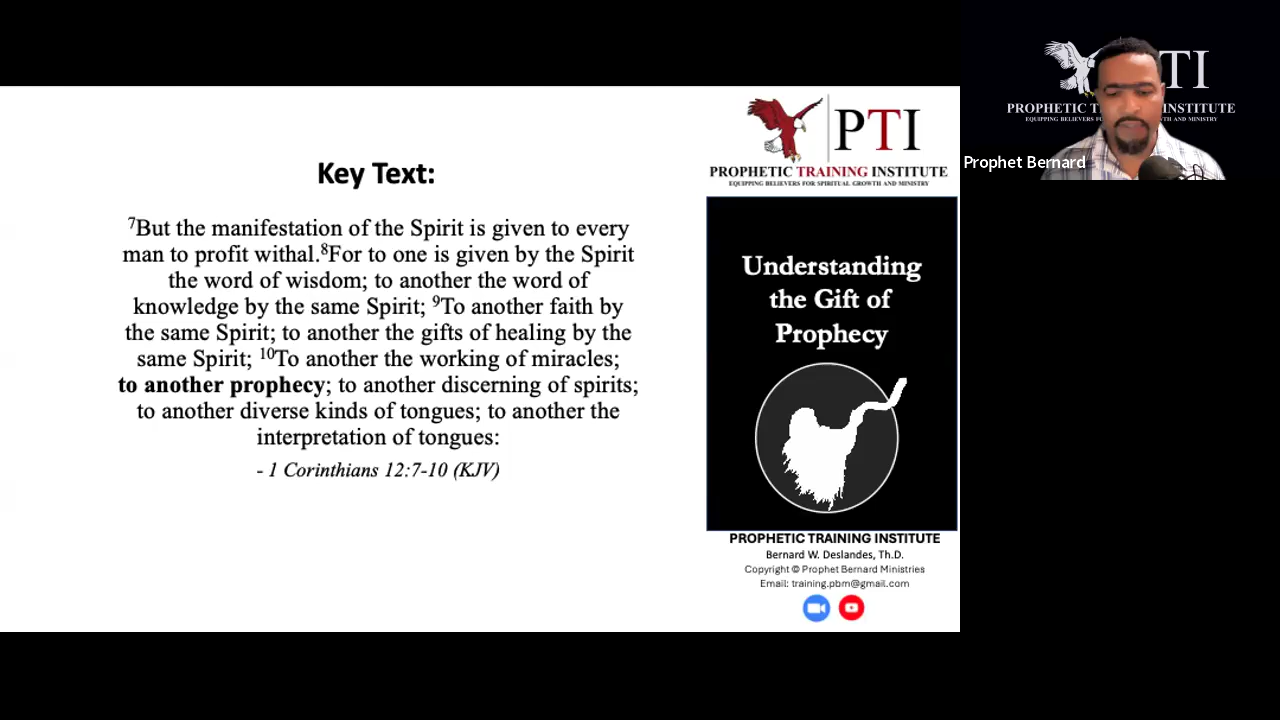 Key Text:
⁷But the manifestation of the Spirit is given to every
man to profit withal.⁸For to one is given by the Spirit
the word of wisdom; to another the word of
knowledge by the same Spirit; ⁹To another faith by
the same Spirit; to another the gifts of healing by the
same Spirit; ¹⁰To another the working of miracles;
to another prophecy; to another discerning of spirits;
to another diverse kinds of tongues; to another the
interpretation of tongues:
- 1 Corinthians 12:7-10 (KJV)
PTI
PROPHETIC TRAINING INSTITUTE
EQUIPPING BELIEVERS FOR SPIRITUAL GROWTH AND MINISTRY
Understanding
the Gift of
Prophecy
PROPHETIC TRAINING INSTITUTE
Bernard W. Deslandes, Th.D.
Copyright © Prophet Bernard Ministries
Email: training.pbm@gmail.com
TI
PROPHETIC INSTITUTE
EQUIPPING BELIEVERS AND MINISTRY
Prophet Bernard